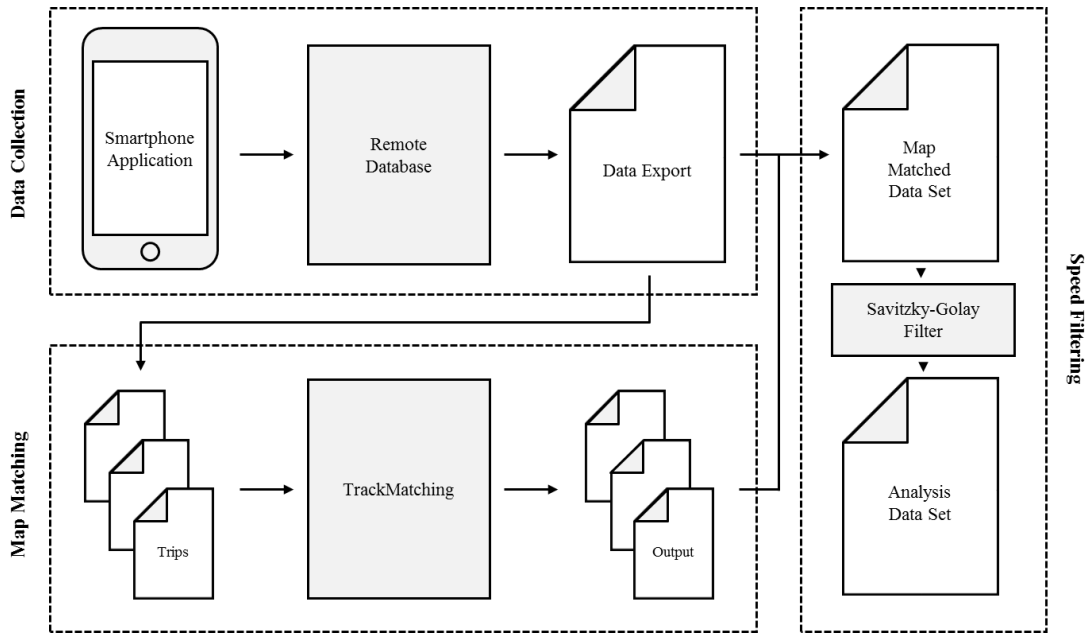 Data Collection
Smartphone
Application
Remote
Database
Data Export
Map
Matched
Data Set
Savitzky-Golay
Filter
Speed Filtering
Map Matching
Trips
TrackMatching
Output
Analysis
Data Set